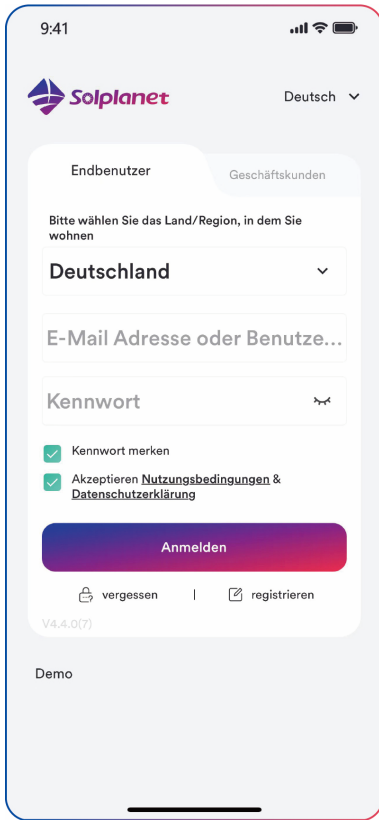 9:41
Solplanet
Deutsch
Endbenutzer
Geschäftskunden
Bitte wählen Sie das Land/Region, in dem Sie
wohnen
Deutschland
E-Mail Adresse oder Benutze...
Kennwort
Kennwort merken
Akzeptieren Nutzungsbedingungen &
Datenschutzerklärung
Anmelden
vergessen | registrieren
V4.4.0(7)
Demo